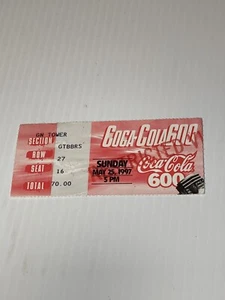 GN TOWER
SECTION GTBBRS
ROW 27
SEAT 16
TOTAL 70.00
COCA-COLA 600
SUNDAY
MAY 25, 1997
5 PM
Coca-Cola
600